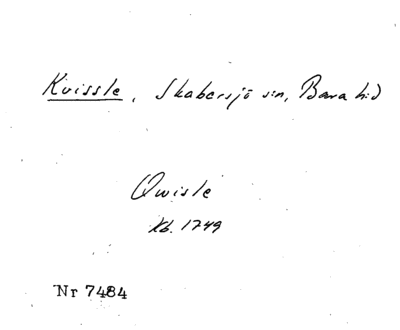 Kvissle, Skabersjö sn, Bara hd
Qwisle
Kb. 1749
Nr 7484